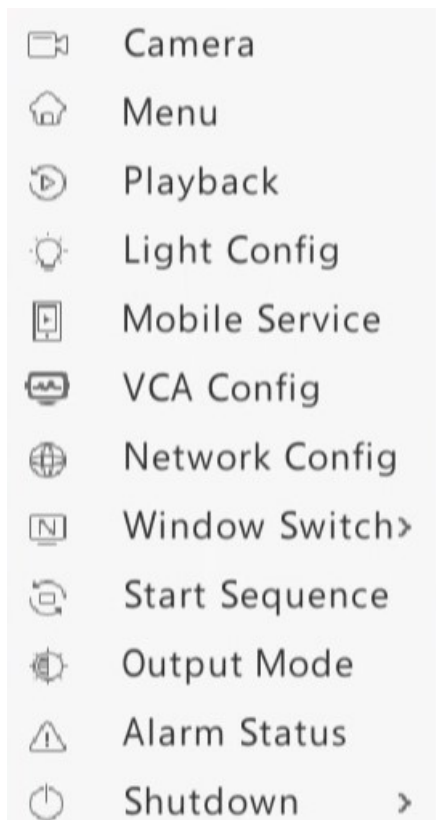 Camera
Menu
Playback
Light Config
Mobile Service
VCA Config
Network Config
Window Switch>
Start Sequence
Output Mode
Alarm Status
Shutdown >